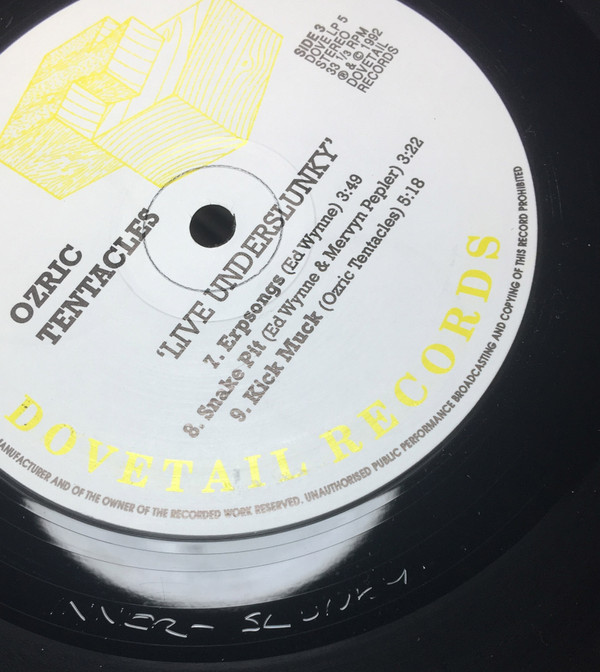 SIDE 3
DOVE LP 5
STEREO
33 1/3 RPM
℗ & © 1992
DOVETAIL
RECORDS
OZRIC
TENTACLES
'LIVE UNDERSLUNKY'
7. Erpsongs (Ed Wynne) 3:49
8. Snake Pit (Ed Wynne & Mervyn Pepler) 3:22
9. Kick Muck (Ozric Tentacles) 5:18
DOVETAIL RECORDS
MANUFACTURER AND OF THE OWNER OF THE RECORDED WORK RESERVED. UNAUTHORISED PUBLIC PERFORMANCE BROADCASTING AND COPYING OF THIS RECORD PROHIBITED
SLUNKY.